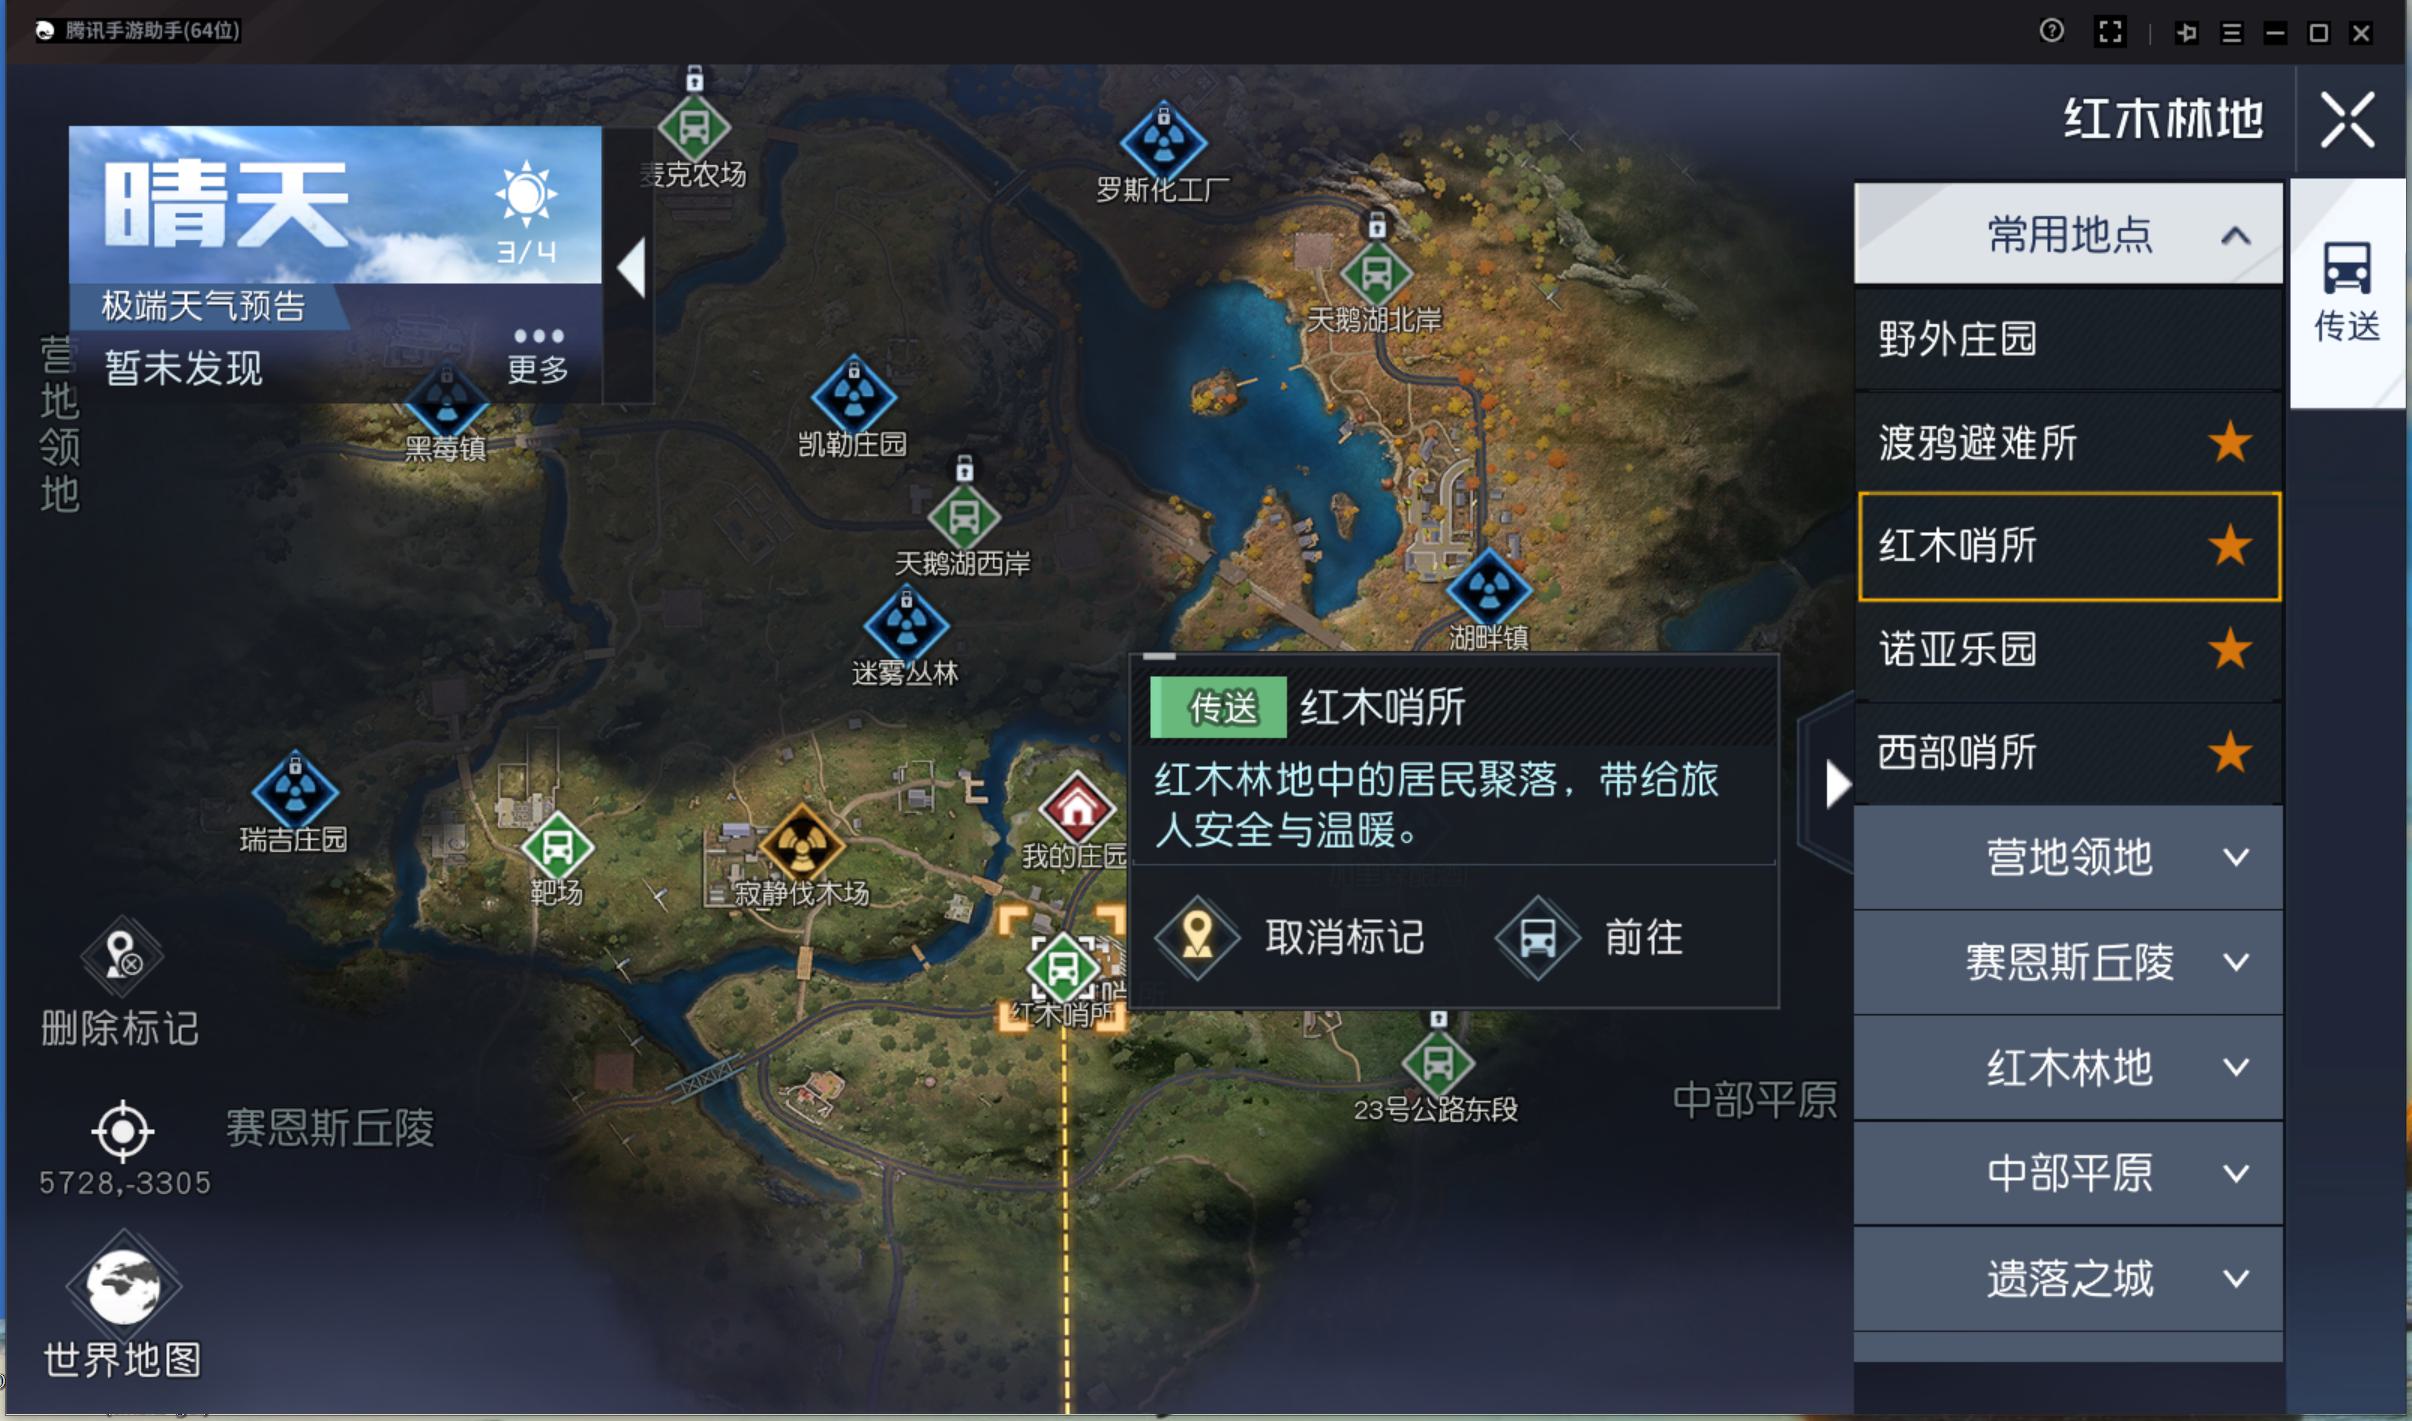 腾讯手游助手(64位)
红木林地
晴天
3/4
极端天气预告
暂未发现
更多
营地领地
麦克农场
罗斯化工厂
天鹅湖北岸
黑莓镇
凯勒庄园
天鹅湖西岸
迷雾丛林
湖畔镇
瑞吉庄园
靶场
寂静伐木场
我的庄园
红木哨所
23号公路东段
中部平原
赛恩斯丘陵
传送 红木哨所
红木林地中的居民聚落，带给旅
人安全与温暖。
取消标记
前往
删除标记
5728,-3305
世界地图
常用地点
野外庄园
渡鸦避难所
红木哨所
诺亚乐园
西部哨所
营地领地
赛恩斯丘陵
红木林地
中部平原
遗落之城
传送